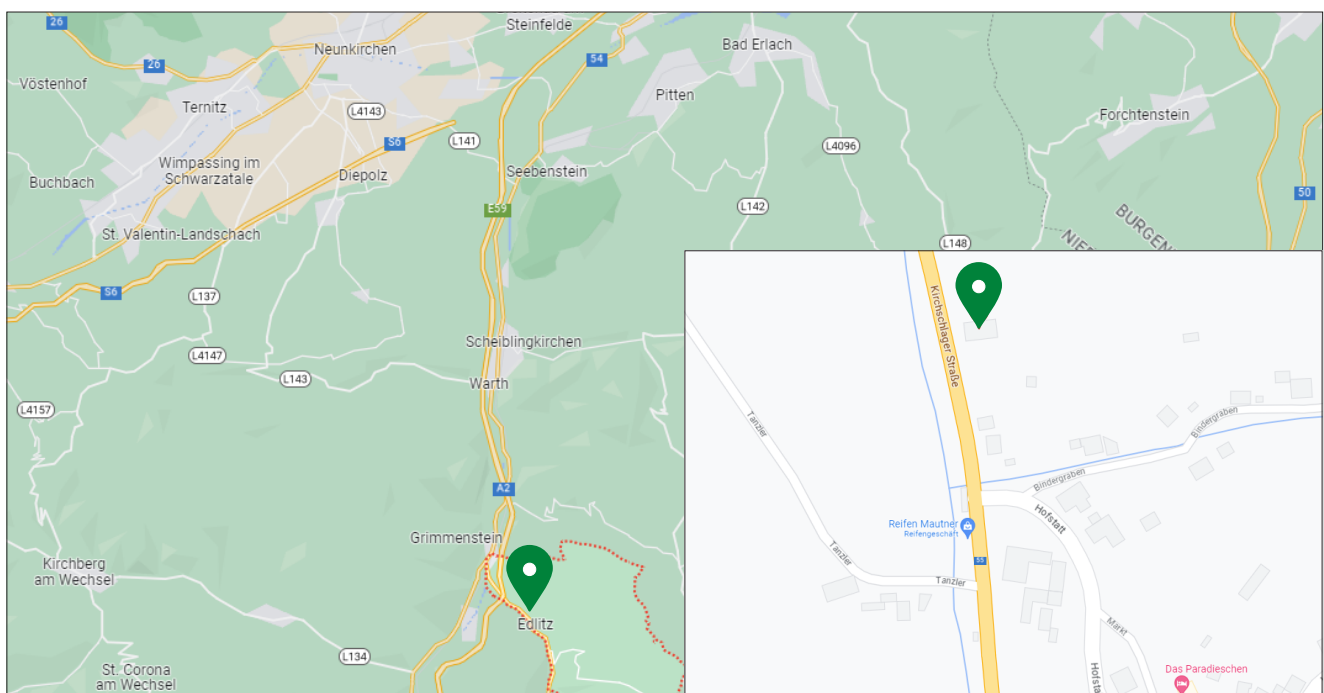 26
Steinfelde
Neunkirchen
Bad Erlach
26
54
Vöstenhof
Ternitz
Pitten
L4143
Forchtenstein
S6
L141
L4096
Wimpassing im
Schwarzatale
Buchbach
Diepolz
Seebenstein
50
E59
L142
BURGEN
St. Valentin-Landschach
L148
S6
L137
Scheiblingkirchen
L4147
L143
Warth
L4157
A2
Grimmenstein
Kirchberg
am Wechsel
Edlitz
L134
St. Corona
am Wechsel
Kirchschlager Straße
Tanzler
Bindergraben
Bindergraben
Hofstatt
Reifen Mautner
Reifengeschäft
Tanzler
55
Tanzler
Markt
Das Paradieschen